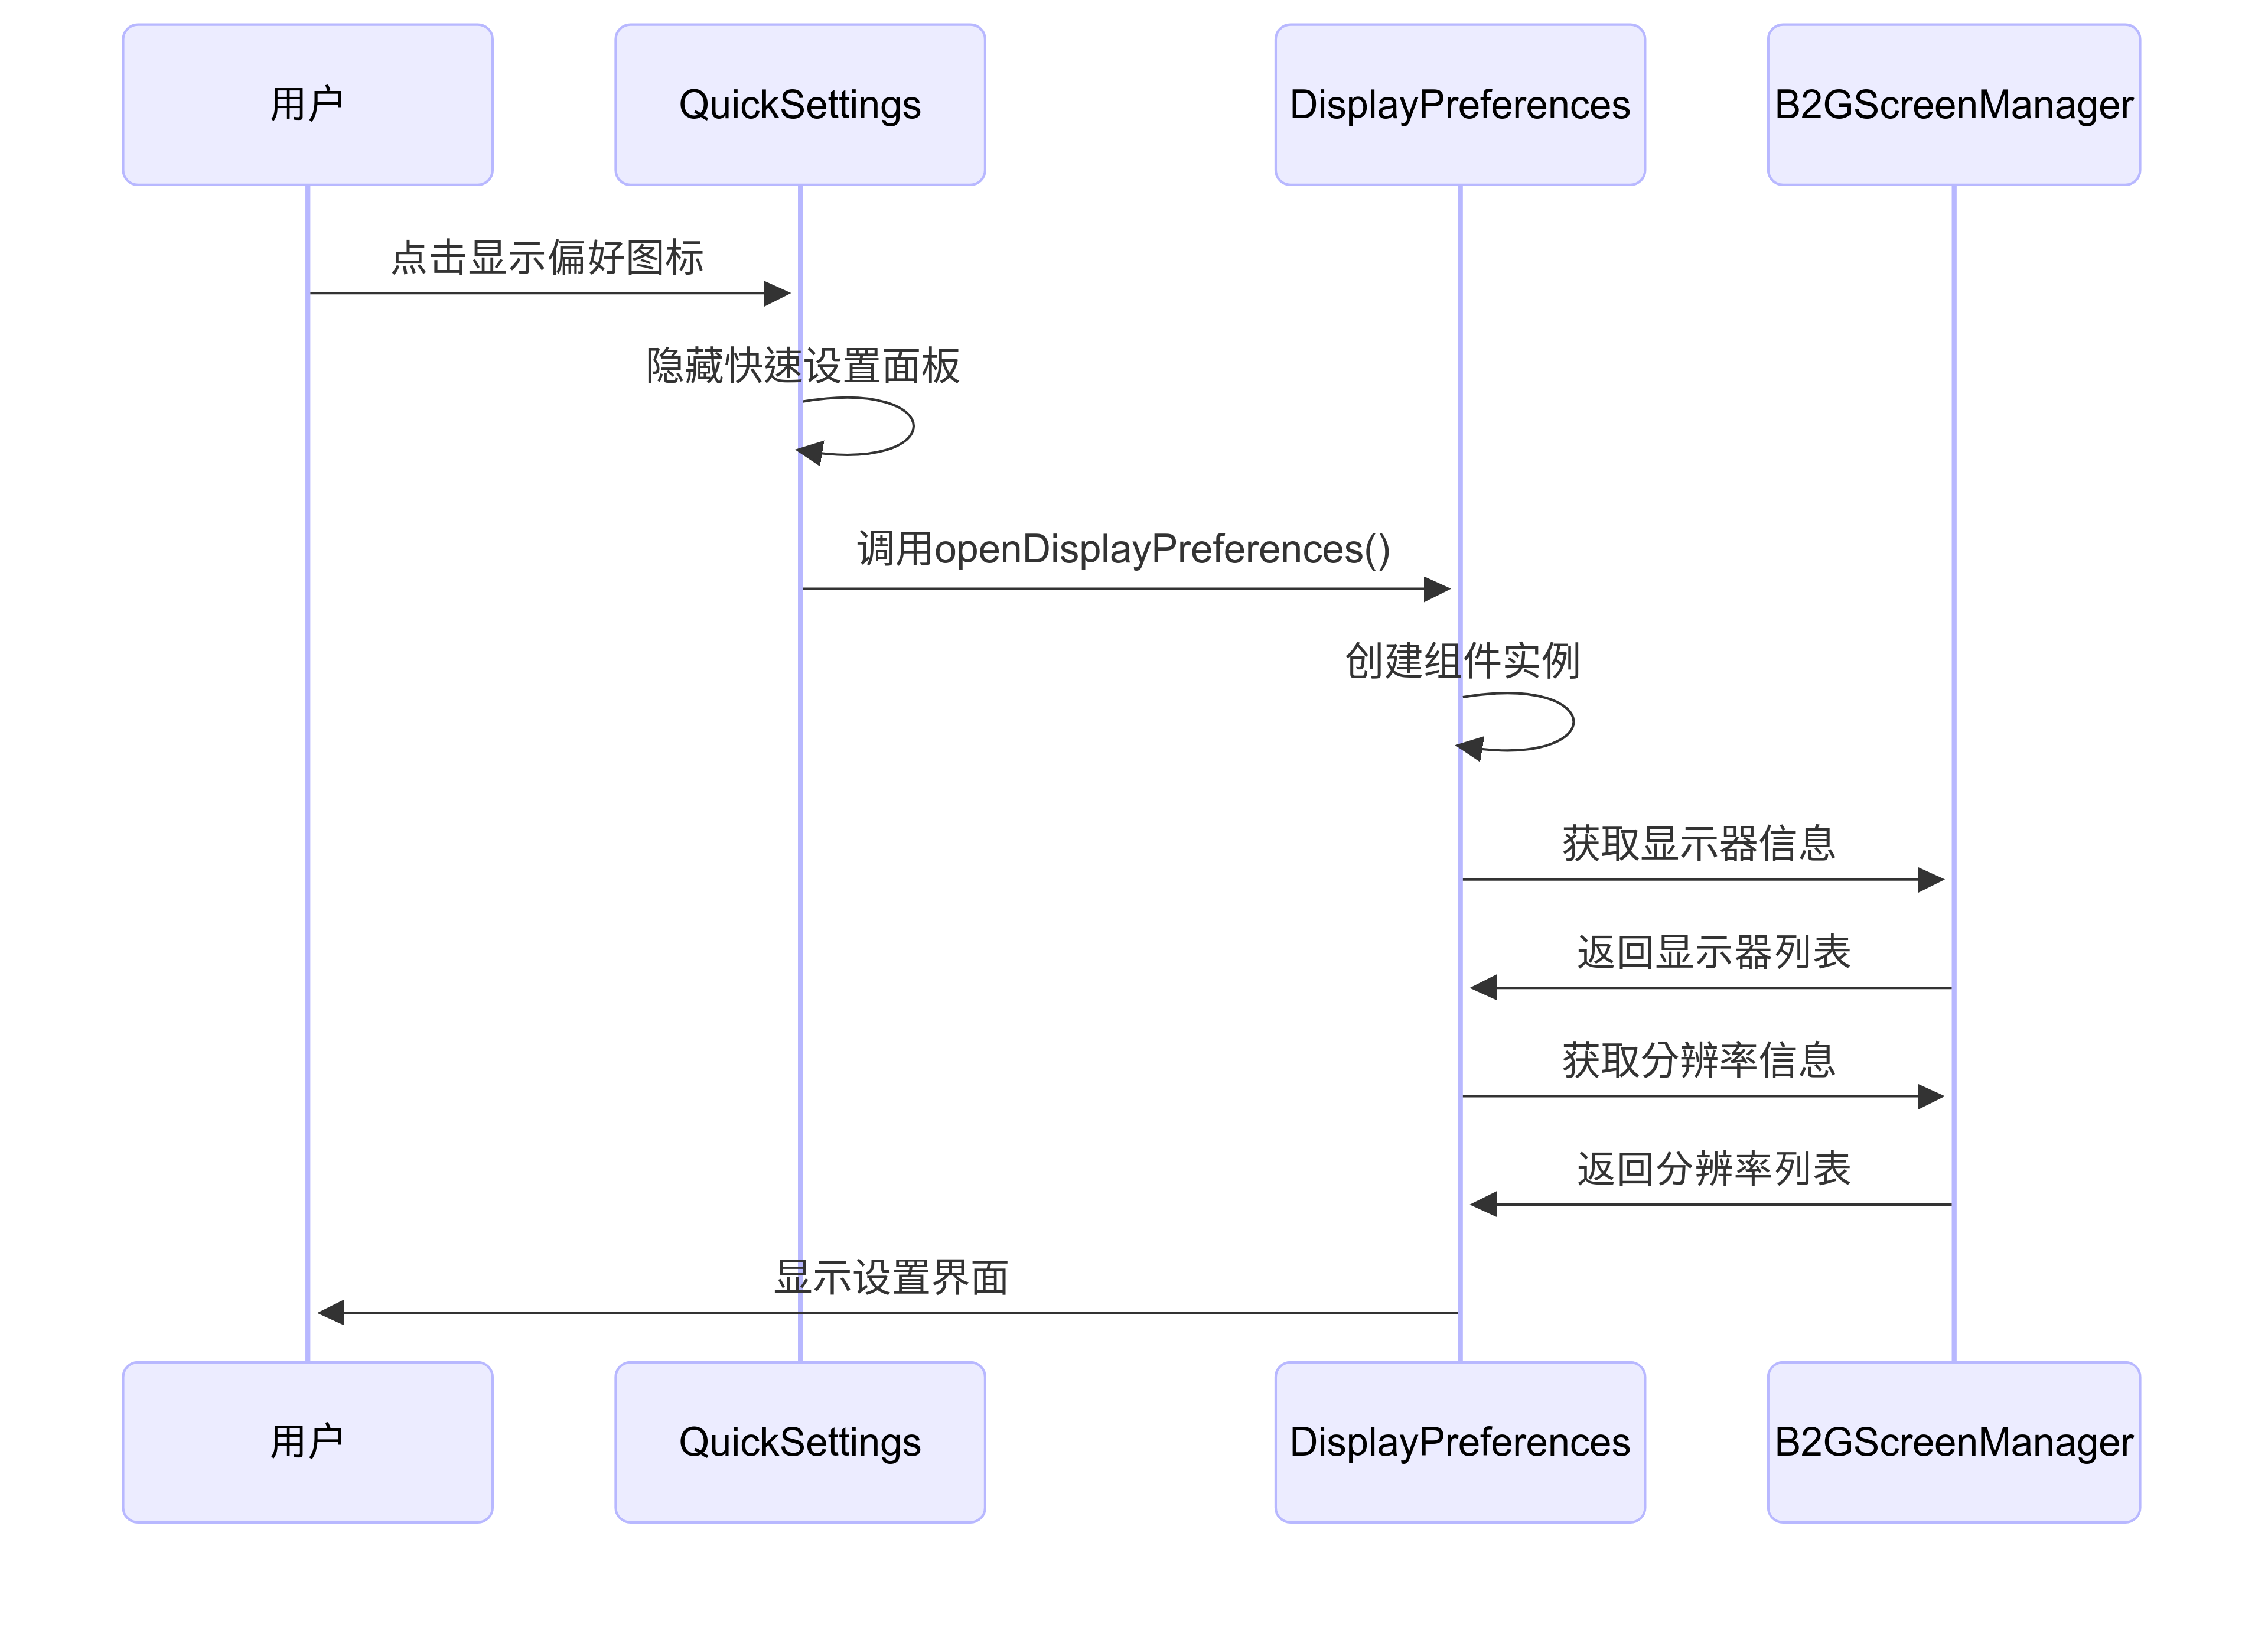 用户
QuickSettings
DisplayPreferences
B2GScreenManager
点击显示偏好图标
隐藏快速设置面板
调用openDisplayPreferences()
创建组件实例
获取显示器信息
返回显示器列表
获取分辨率信息
返回分辨率列表
显示设置界面
用户
QuickSettings
DisplayPreferences
B2GScreenManager